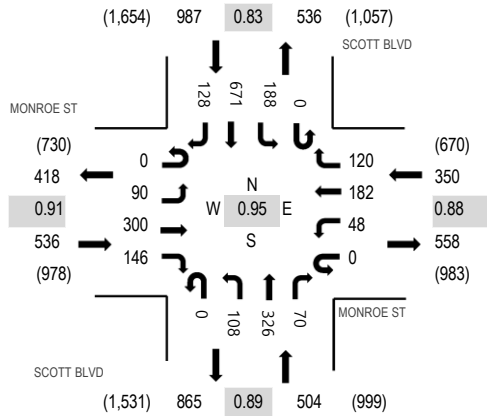 (1,654) 987 0.83 536 (1,057)
SCOTT BLVD
128 671 188 0
MONROE ST
(730)
418
0.91
536
(978)
0
90
300
146
N
W 0.95 E
S
120
182
48
0
(670)
350
0.88
558
(983)
0 108 326 70
MONROE ST
SCOTT BLVD
(1,531) 865 0.89 504 (999)